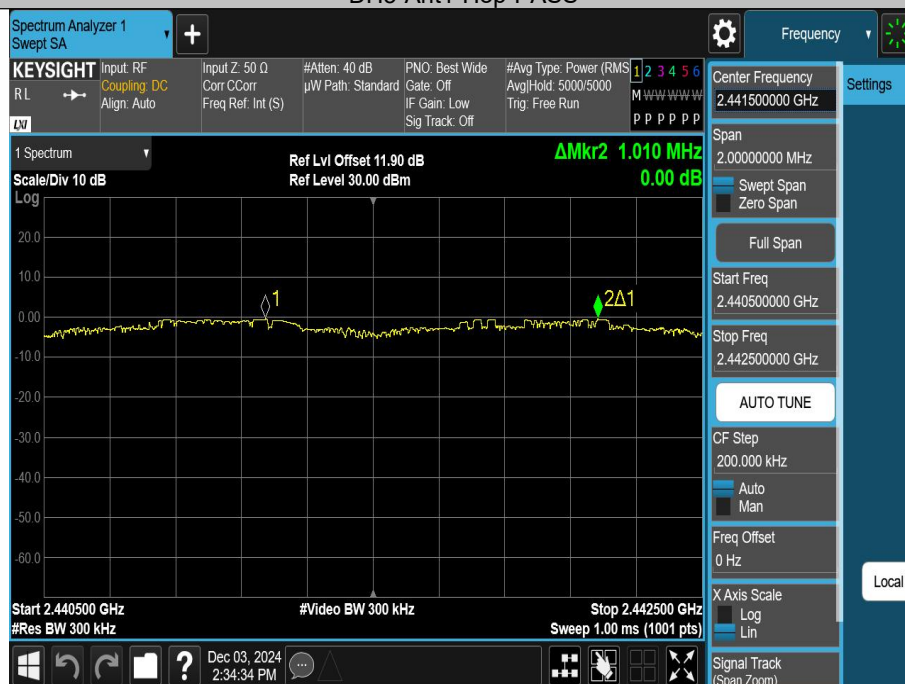 Spectrum Analyzer 1
Swept SA
Frequency
KEYSIGHT
RL
LXI
Input: RF
Coupling: DC
Align: Auto
Input Z: 50 Ω
Corr CCorr
Freq Ref: Int (S)
#Atten: 40 dB
µW Path: Standard
PNO: Best Wide
Gate: Off
IF Gain: Low
Sig Track: Off
#Avg Type: Power (RMS
Avg|Hold: 5000/5000
Trig: Free Run
1 2 3 4 5 6
M W W W W W
P P P P P P
1 Spectrum
Scale/Div 10 dB
Log
Ref Lvl Offset 11.90 dB
Ref Level 30.00 dBm
ΔMkr2 1.010 MHz
0.00 dB
20.0
10.0
0.00
-10.0
-20.0
-30.0
-40.0
-50.0
-60.0
1
2Δ1
Start 2.440500 GHz
#Res BW 300 kHz
#Video BW 300 kHz
Stop 2.442500 GHz
Sweep 1.00 ms (1001 pts)
Dec 03, 2024
2:34:34 PM
Center Frequency
2.441500000 GHz
Settings
Span
2.00000000 MHz
Swept Span
Zero Span
Full Span
Start Freq
2.440500000 GHz
Stop Freq
2.442500000 GHz
AUTO TUNE
CF Step
200.000 kHz
Auto
Man
Freq Offset
0 Hz
X Axis Scale
Log
Lin
Local
Signal Track
(Span Zoom)